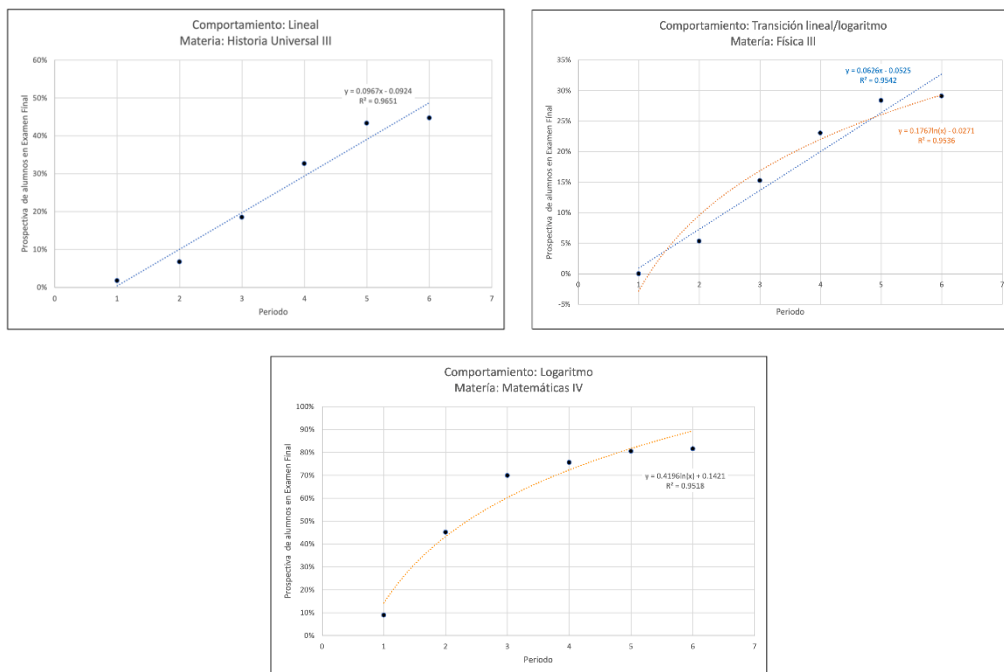 Comportamiento: Lineal
Materia: Historia Universal III
60%
50%
40%
30%
20%
10%
0%
0 1 2 3 4 5 6 7
Prospectiva de alumnos en Examen Final
Periodo
y = 0.0967x - 0.0924
R² = 0.9651
Comportamiento: Transición lineal/logaritmo
Matería: Física III
35%
30%
25%
20%
15%
10%
5%
0%
-5%
0 1 2 3 4 5 6 7
Prospectiva de alumnos en Examen Final
Periodo
y = 0.0626x - 0.0525
R² = 0.9542
y = 0.1767ln(x) - 0.0271
R² = 0.9536
Comportamiento: Logaritmo
Matería: Matemáticas IV
100%
90%
80%
70%
60%
50%
40%
30%
20%
10%
0%
0 1 2 3 4 5 6 7
Prospectiva de alumnos en Examen Final
Periodo
y = 0.4196ln(x) + 0.1421
R² = 0.9518